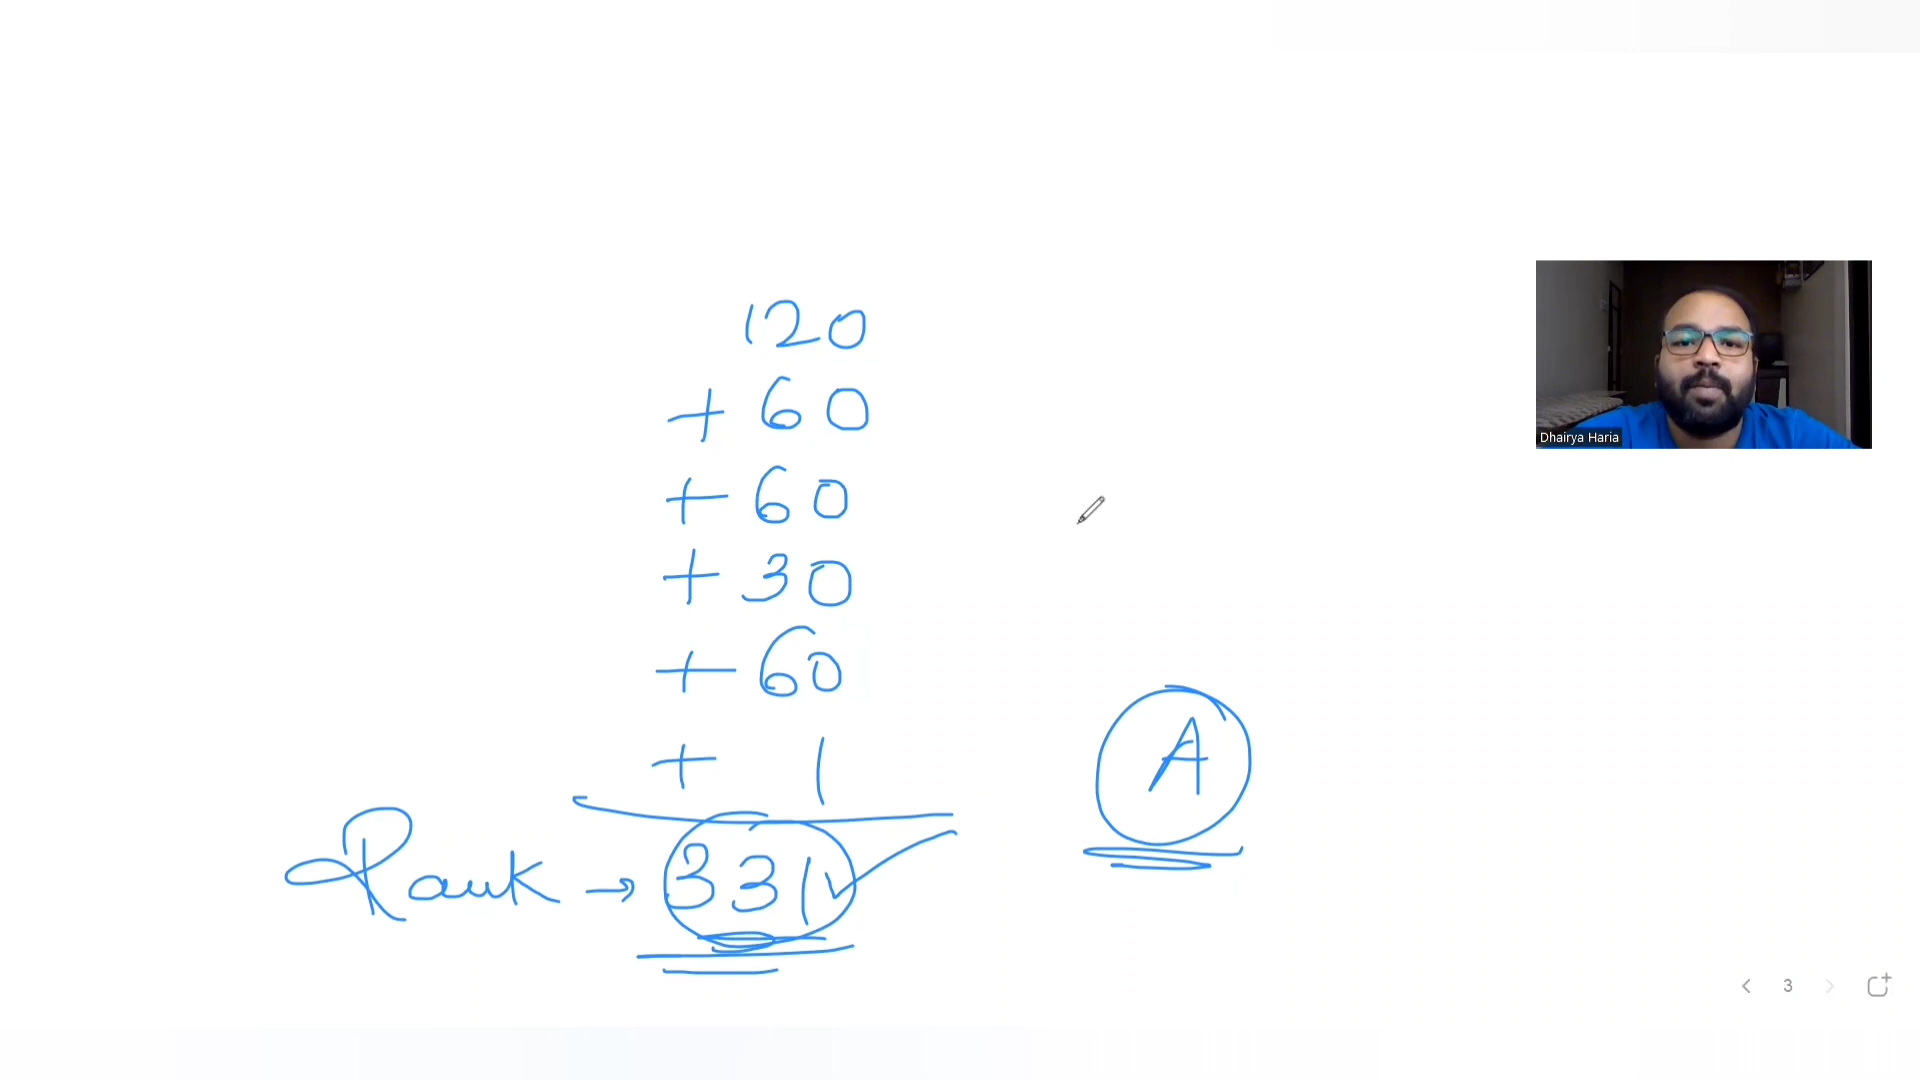 120
+ 60
+ 60
+ 30
+ 60
+ 1
Rank → 331
A
Dhairya Haria
3